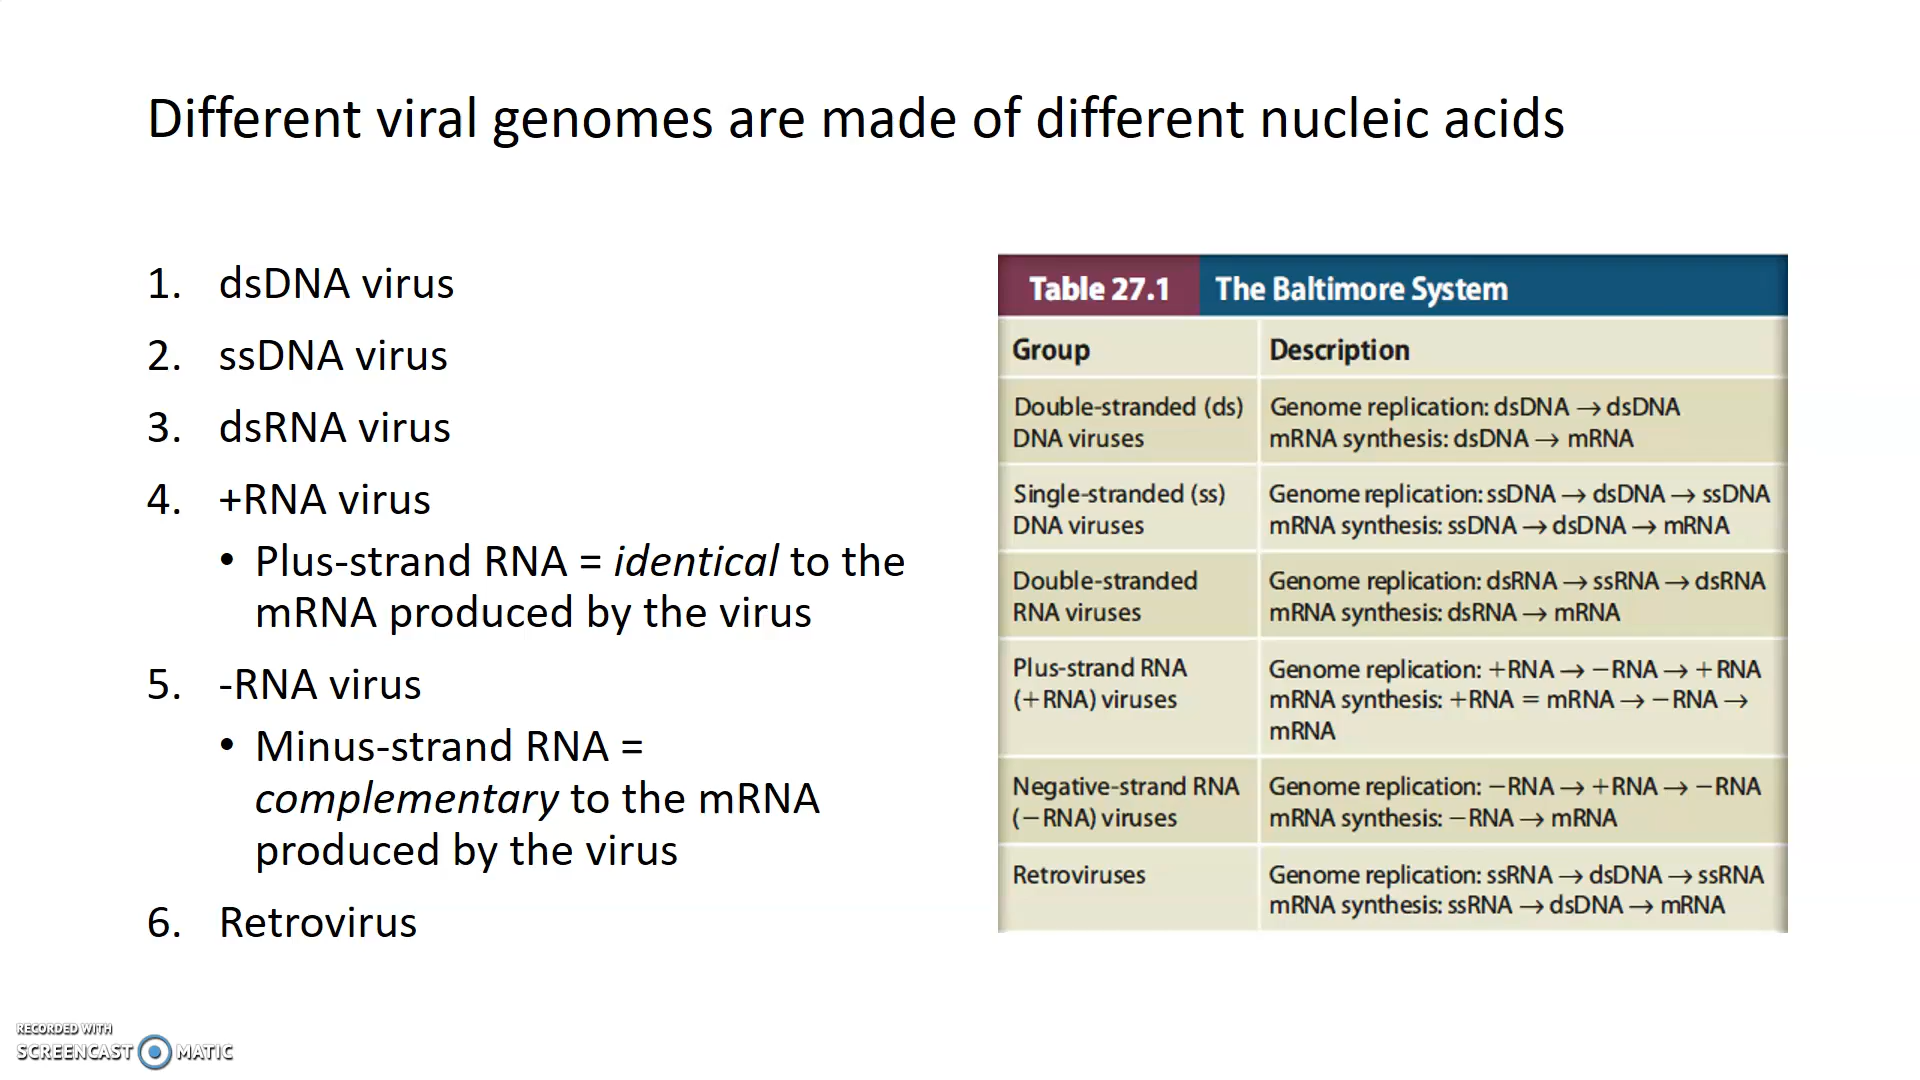 Different viral genomes are made of different nucleic acids
1. dsDNA virus
2. ssDNA virus
3. dsRNA virus
4. +RNA virus
• Plus-strand RNA = identical to the
mRNA produced by the virus
5. -RNA virus
• Minus-strand RNA =
complementary to the mRNA
produced by the virus
6. Retrovirus
Table 27.1 The Baltimore System
Group Description
Double-stranded (ds) Genome replication: dsDNA → dsDNA
DNA viruses mRNA synthesis: dsDNA → mRNA
Single-stranded (ss) Genome replication: ssDNA → dsDNA → ssDNA
DNA viruses mRNA synthesis: ssDNA → dsDNA → mRNA
Double-stranded Genome replication: dsRNA → ssRNA → dsRNA
RNA viruses mRNA synthesis: dsRNA → mRNA
Plus-strand RNA Genome replication: +RNA → −RNA → +RNA
(+RNA) viruses mRNA synthesis: +RNA = mRNA → −RNA →
mRNA
Negative-strand RNA Genome replication: −RNA → +RNA → −RNA
(−RNA) viruses mRNA synthesis: −RNA → mRNA
Retroviruses Genome replication: ssRNA → dsDNA → ssRNA
mRNA synthesis: ssRNA → dsDNA → mRNA
RECORDED WITH
SCREENCAST MATIC